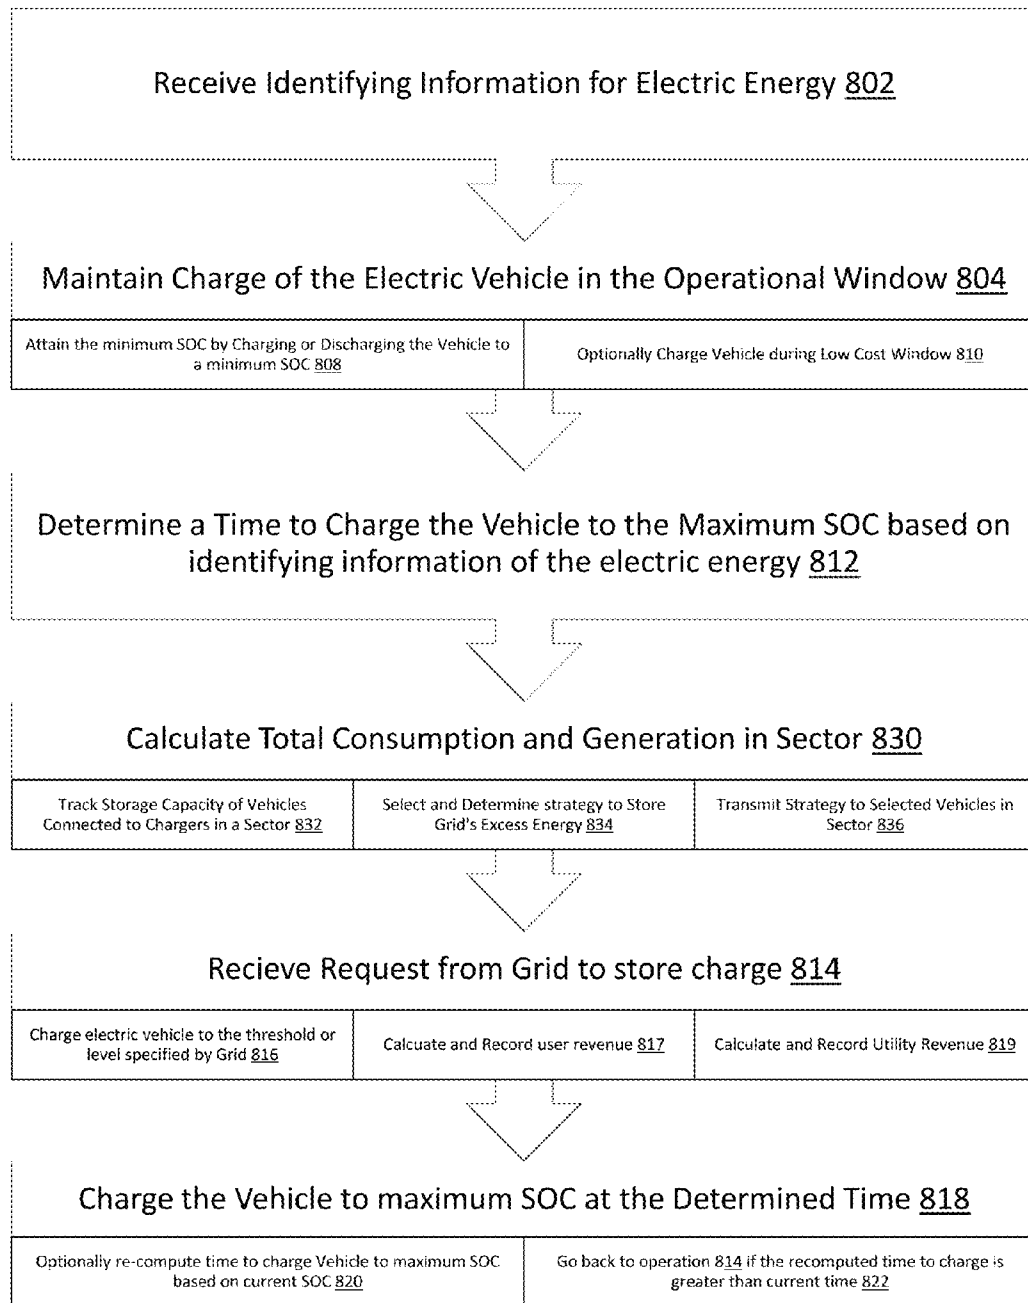 Receive Identifying Information for Electric Energy 802
Maintain Charge of the Electric Vehicle in the Operational Window 804
Attain the minimum SOC by Charging or Discharging the Vehicle to
a minimum SOC 808
Optionally Charge Vehicle during Low Cost Window 810
Determine a Time to Charge the Vehicle to the Maximum SOC based on
identifying information of the electric energy 812
Calculate Total Consumption and Generation in Sector 830
Track Storage Capacity of Vehicles
Connected to Chargers in a Sector 832
Select and Determine strategy to Store
Grid's Excess Energy 834
Transmit Strategy to Selected Vehicles in
Sector 836
Recieve Request from Grid to store charge 814
Charge electric vehicle to the threshold or
level specified by Grid 816
Calcuate and Record user revenue 817
Calculate and Record Utility Revenue 819
Charge the Vehicle to maximum SOC at the Determined Time 818
Optionally re-compute time to charge Vehicle to maximum SOC
based on current SOC 820
Go back to operation 814 if the recomputed time to charge is
greater than current time 822